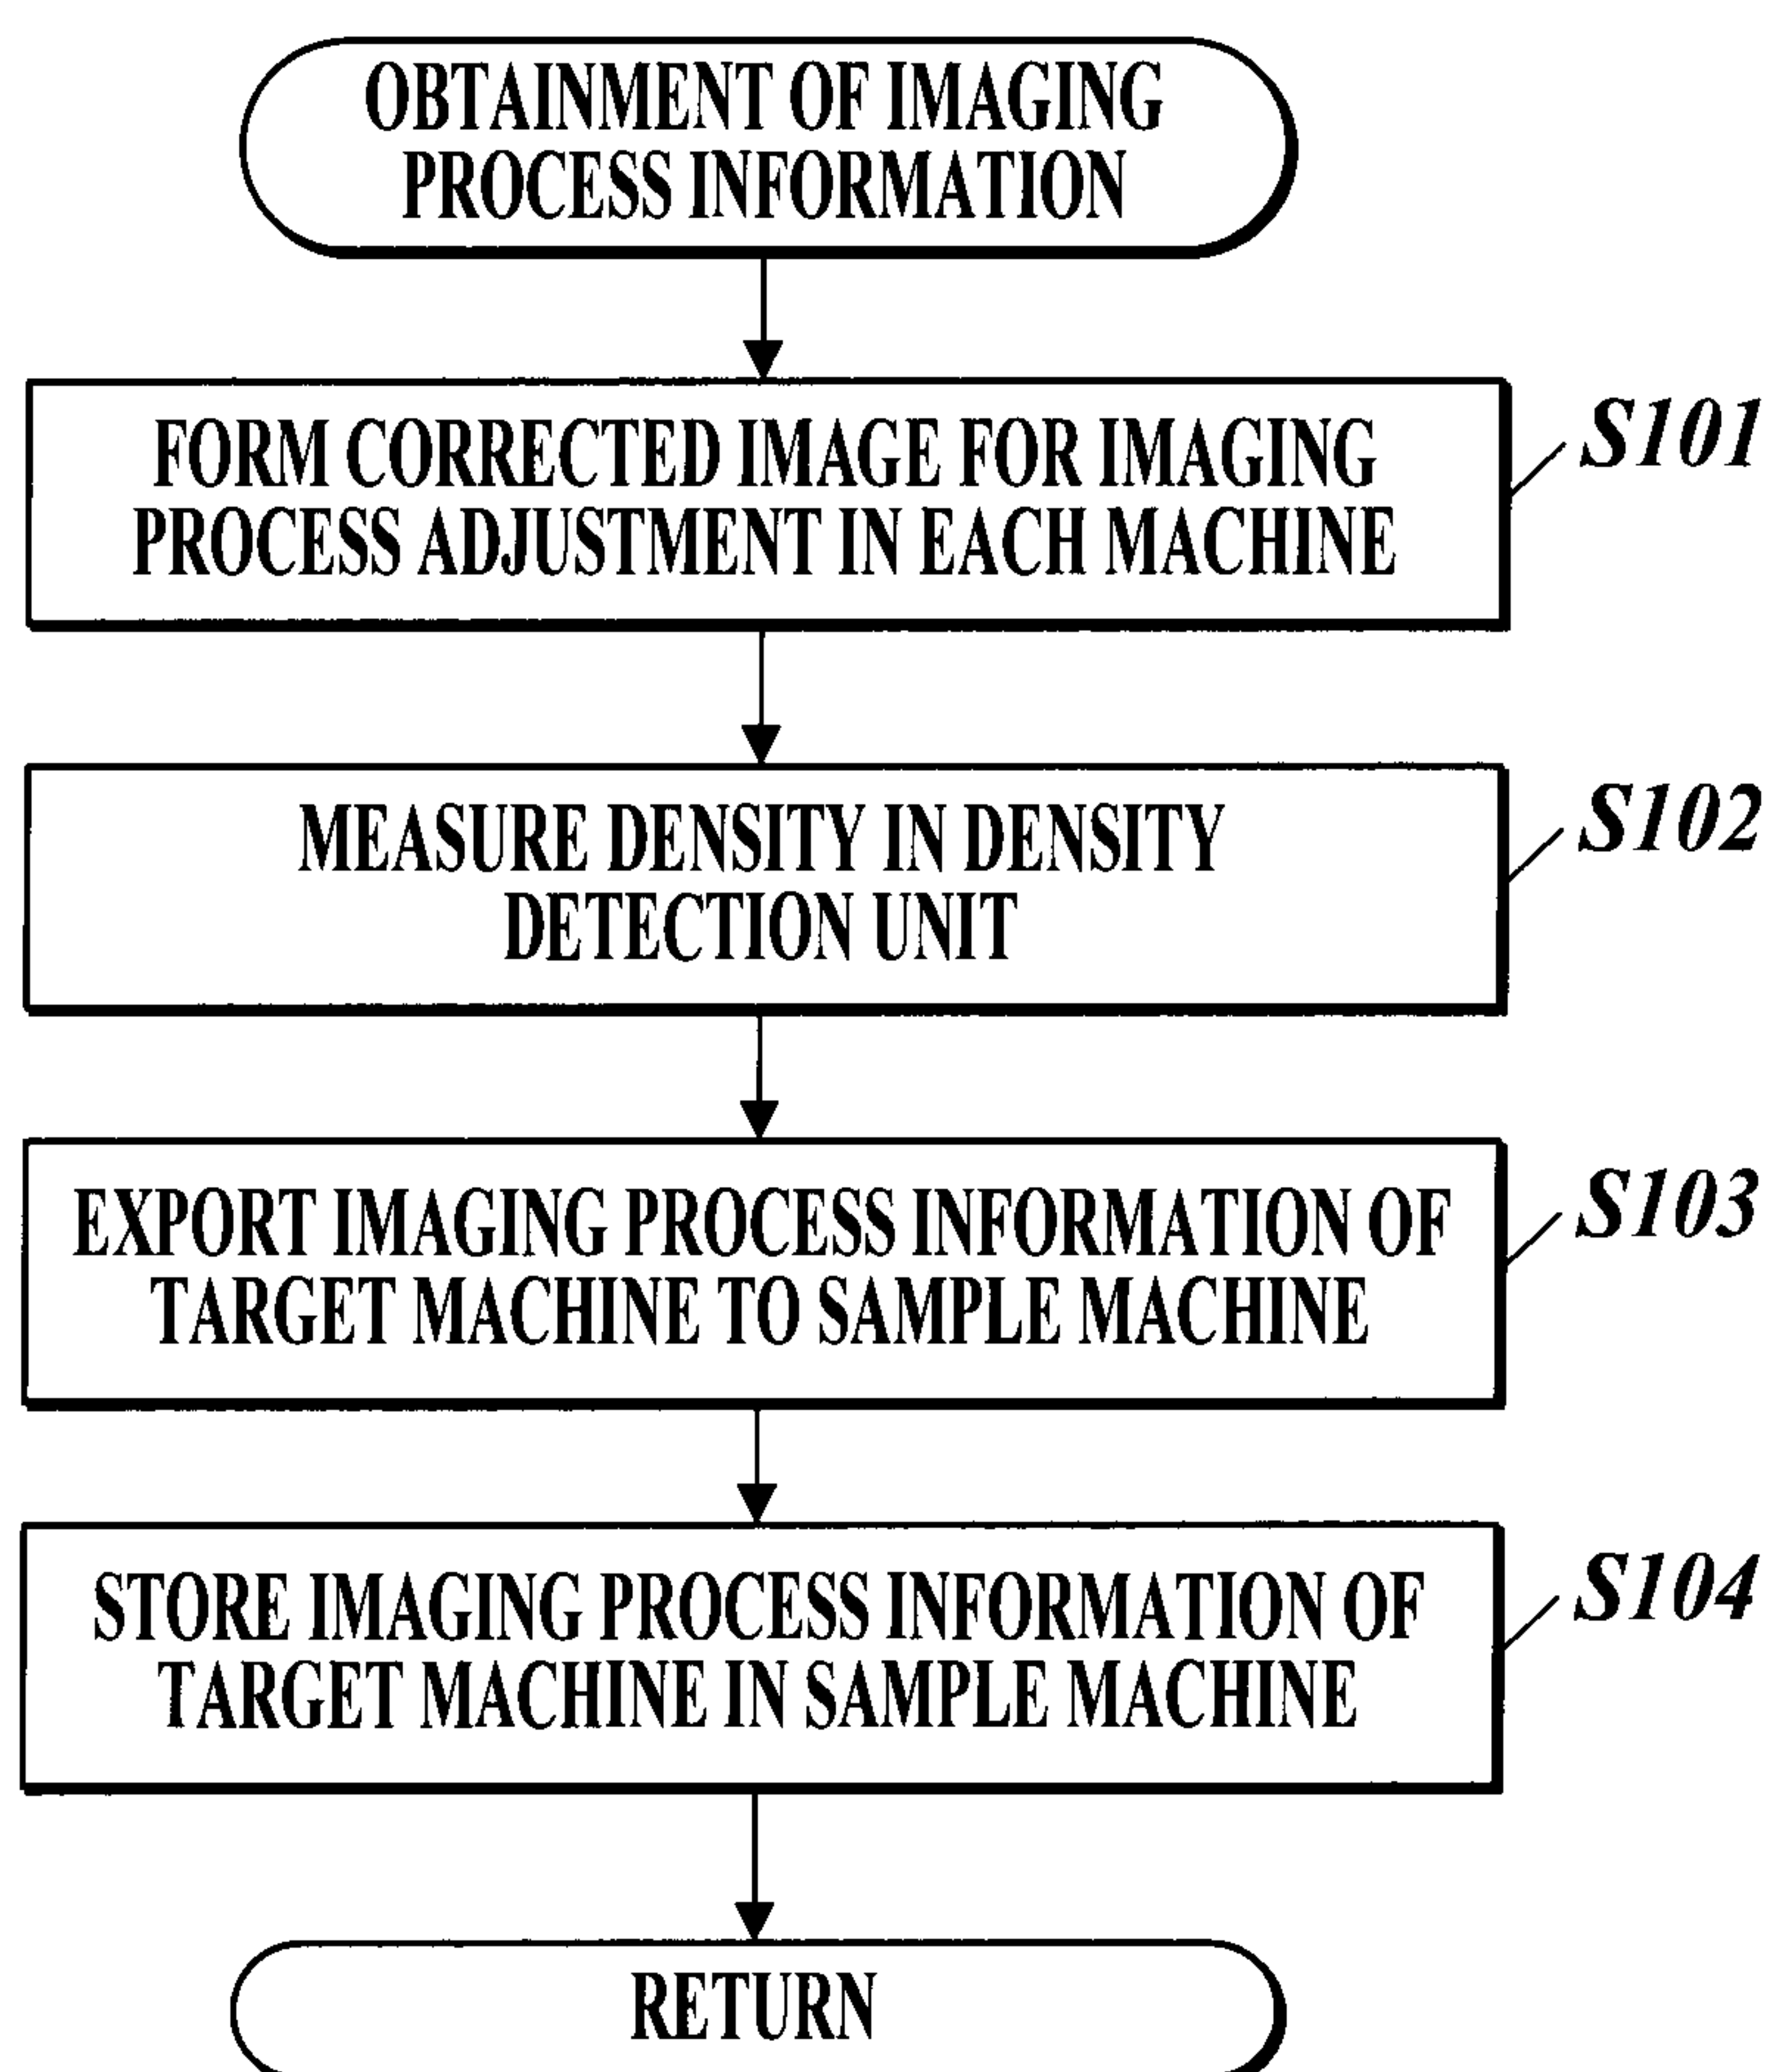 OBTAINMENT OF IMAGING
PROCESS INFORMATION
FORM CORRECTED IMAGE FOR IMAGING
PROCESS ADJUSTMENT IN EACH MACHINE
S101
MEASURE DENSITY IN DENSITY
DETECTION UNIT
S102
EXPORT IMAGING PROCESS INFORMATION OF
TARGET MACHINE TO SAMPLE MACHINE
S103
STORE IMAGING PROCESS INFORMATION OF
TARGET MACHINE IN SAMPLE MACHINE
S104
RETURN